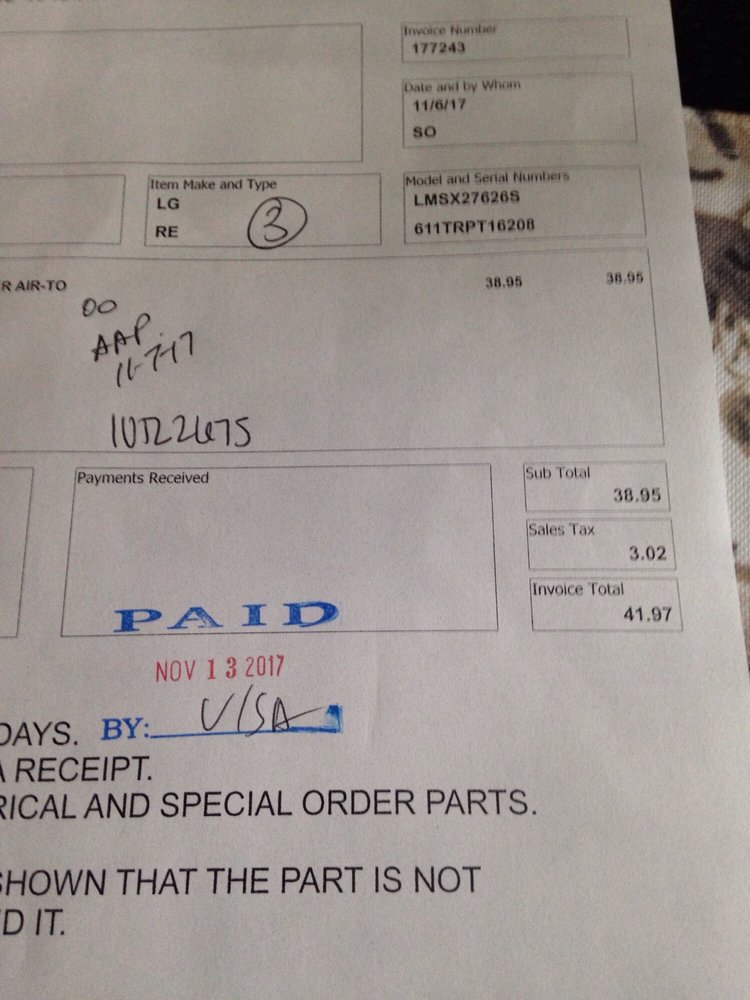 Invoice Number
177243
Date and by Whom
11/6/17
SO
Item Make and Type
LG
RE
3
Model and Serial Numbers
LMSX27626S
611TRPT16208
R AIR-TO
38.95
38.95
OO
AAP
11-7-17
Payments Received
Sub Total
38.95
Sales Tax
3.02
Invoice Total
41.97
PAID
NOV 13 2017
DAYS. BY: VISA
A RECEIPT.
RICAL AND SPECIAL ORDER PARTS.
SHOWN THAT THE PART IS NOT
D IT.